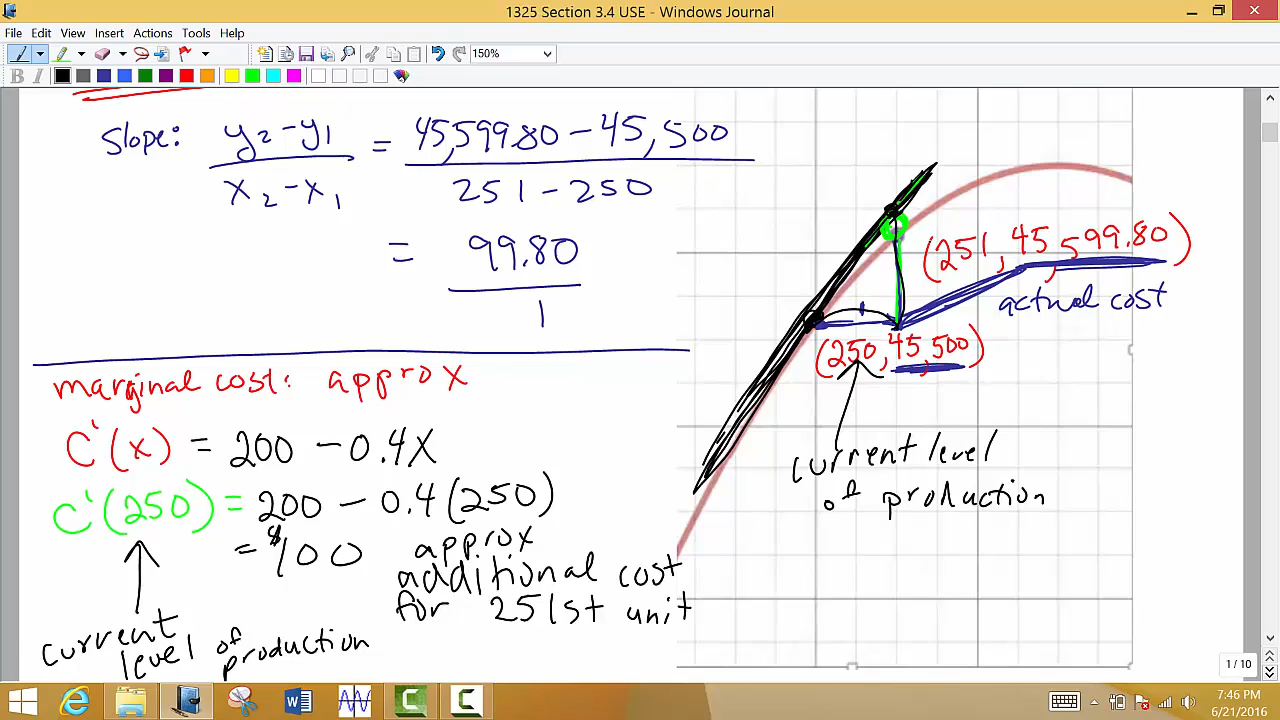 1325 Section 3.4 USE - Windows Journal
File Edit View Insert Actions Tools Help
150%
B I
Slope: y₂-y₁ / x₂-x₁ = 45,599.80 - 45,500 / 251-250
= 99.80 / 1
marginal cost: approx
C'(x) = 200 - 0.4x
C'(250) = 200 - 0.4(250)
= $100 approx
additional cost
for 251st unit
current
level of
production
(251, 45,599.80)
actual cost
(250, 45,500)
current level
of production
1/10
7:46 PM
6/21/2016